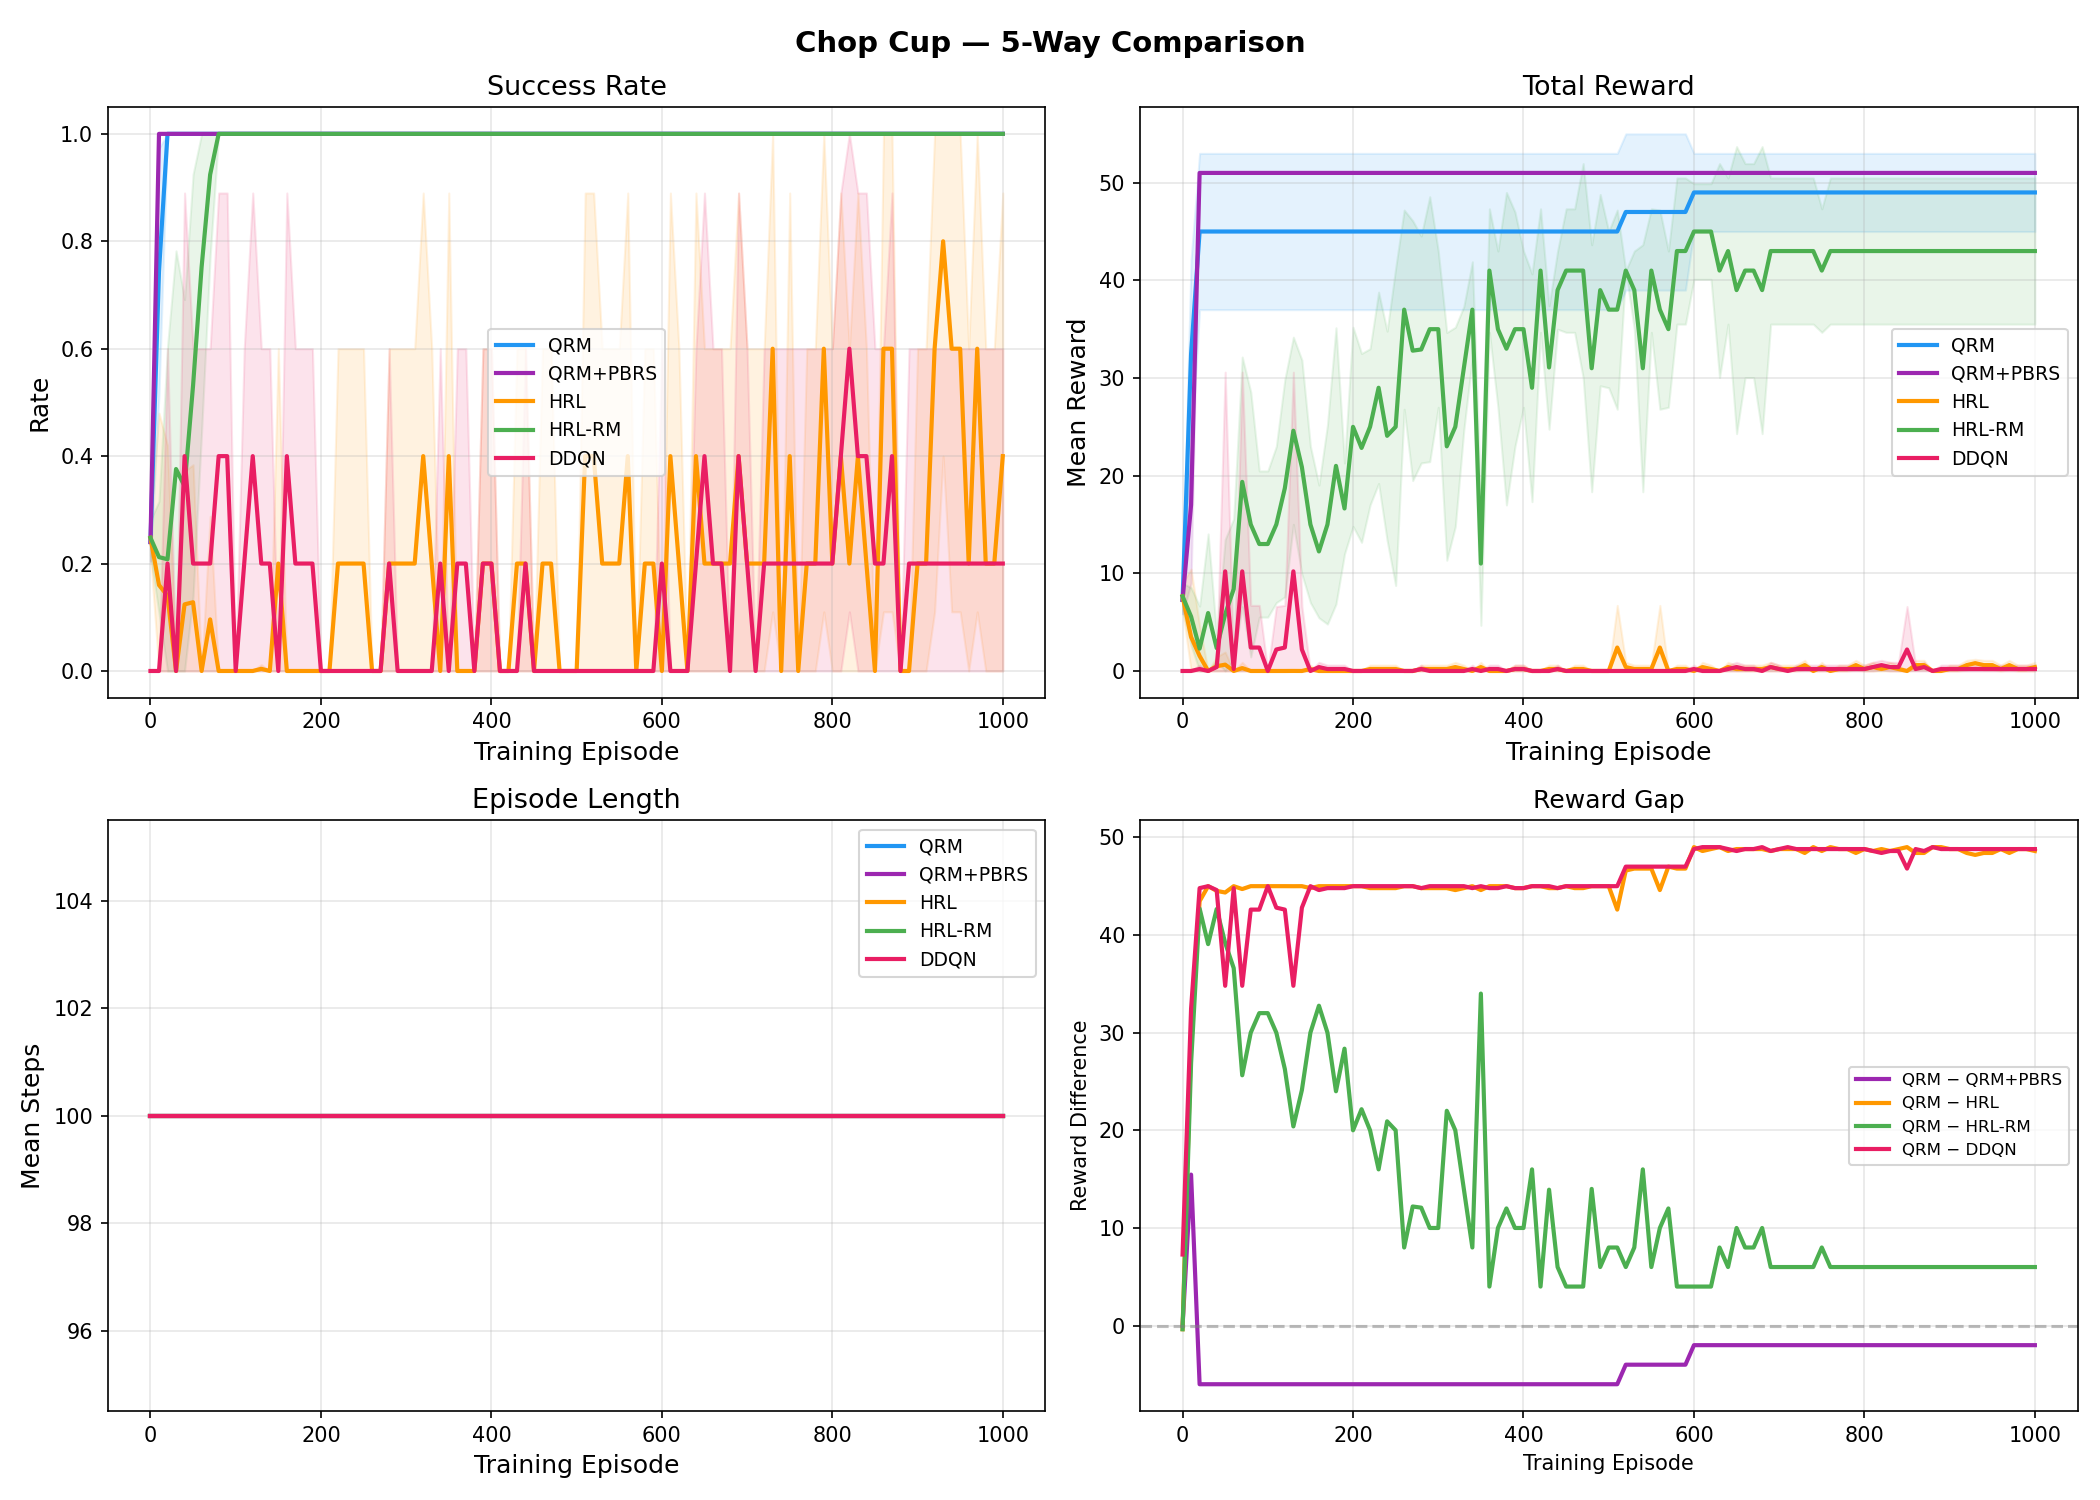 Chop Cup — 5-Way Comparison
Success Rate
Rate
1.0
0.8
0.6
0.4
0.2
0.0
QRM
QRM+PBRS
HRL
HRL-RM
DDQN
0 200 400 600 800 1000
Training Episode
Total Reward
Mean Reward
50
40
30
20
10
0
QRM
QRM+PBRS
HRL
HRL-RM
DDQN
0 200 400 600 800 1000
Training Episode
Episode Length
Mean Steps
104
102
100
98
96
QRM
QRM+PBRS
HRL
HRL-RM
DDQN
0 200 400 600 800 1000
Training Episode
Reward Gap
Reward Difference
50
40
30
20
10
0
QRM − QRM+PBRS
QRM − HRL
QRM − HRL-RM
QRM − DDQN
0 200 400 600 800 1000
Training Episode